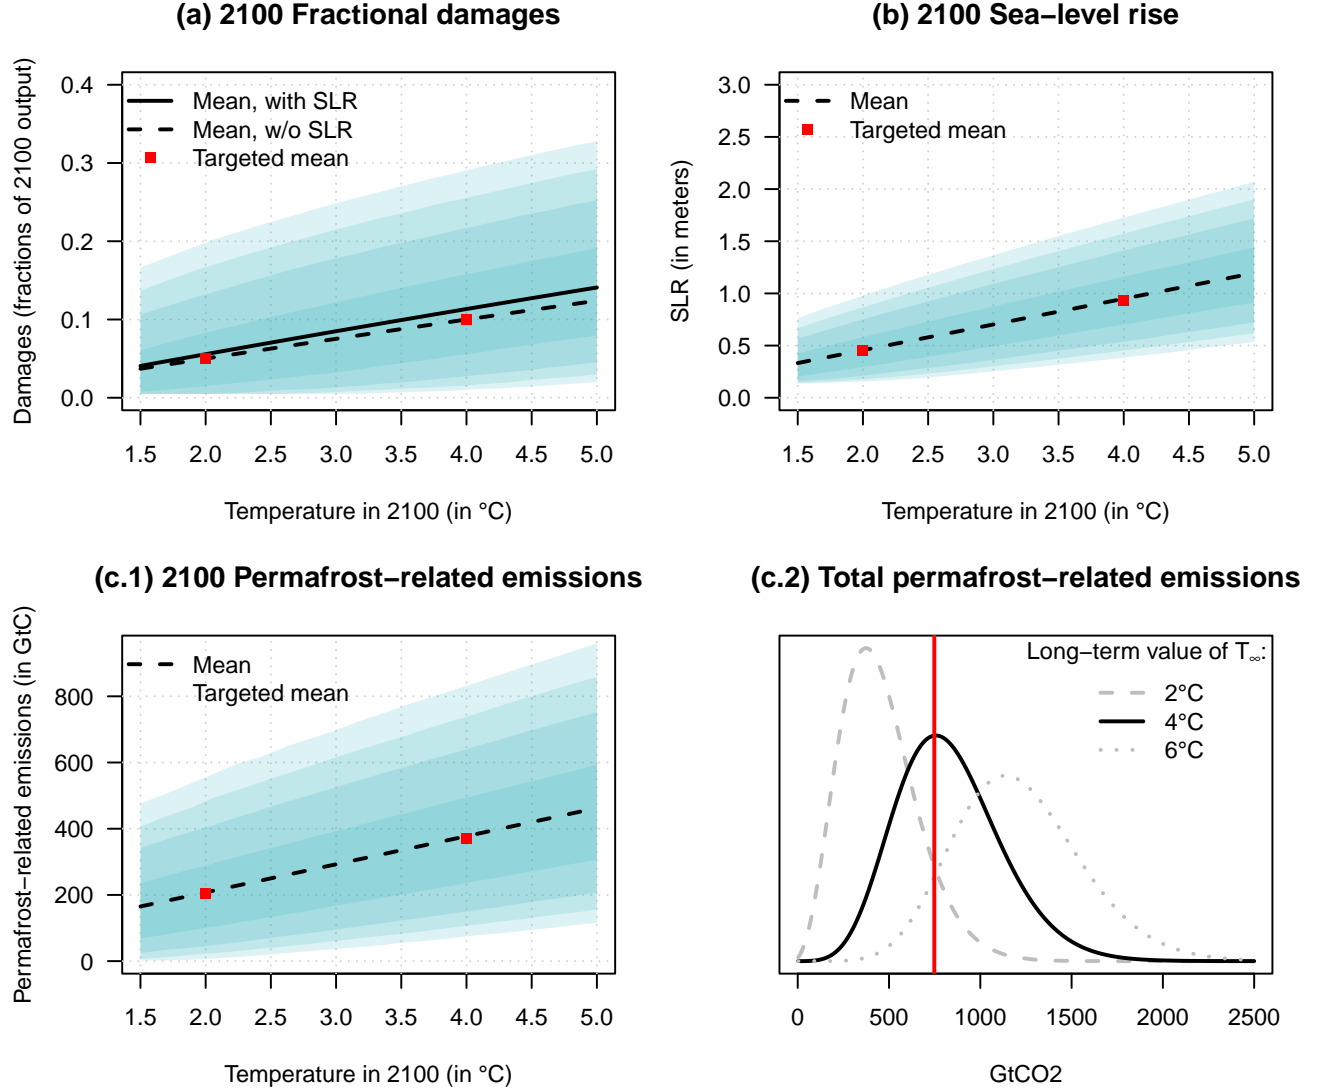 (a) 2100 Fractional damages
Damages (fractions of 2100 output)
0.4
0.3
0.2
0.1
0.0
Mean, with SLR
Mean, w/o SLR
Targeted mean
1.5 2.0 2.5 3.0 3.5 4.0 4.5 5.0
Temperature in 2100 (in °C)
(b) 2100 Sea−level rise
SLR (in meters)
3.0
2.5
2.0
1.5
1.0
0.5
0.0
Mean
Targeted mean
1.5 2.0 2.5 3.0 3.5 4.0 4.5 5.0
Temperature in 2100 (in °C)
(c.1) 2100 Permafrost−related emissions
Permafrost−related emissions (in GtC)
800
600
400
200
0
Mean
Targeted mean
1.5 2.0 2.5 3.0 3.5 4.0 4.5 5.0
Temperature in 2100 (in °C)
(c.2) Total permafrost−related emissions
Long−term value of T∞:
2°C
4°C
6°C
0 500 1000 1500 2000 2500
GtCO2